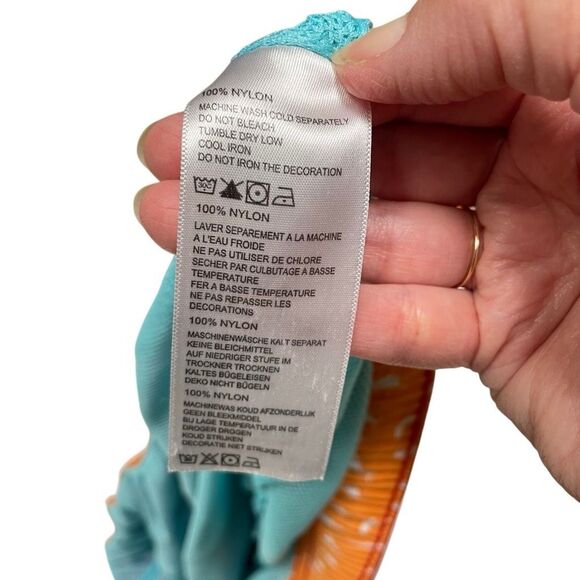 100% NYLON
MACHINE WASH COLD SEPARATELY
DO NOT BLEACH
TUMBLE DRY LOW
COOL IRON
DO NOT IRON THE DECORATION
30C
100% NYLON
LAVER SEPAREMENT A LA MACHINE
A L'EAU FROIDE
NE PAS UTILISER DE CHLORE
SECHER PAR CULBUTAGE A BASSE
TEMPERATURE
FER A BASSE TEMPERATURE
NE PAS REPASSER LES
DECORATIONS
100% NYLON
MASCHINENWÄSCHE KALT SEPARAT
KEINE BLEICHMITTEL
AUF NIEDRIGER STUFE IM
TROCKNER TROCKNEN
KALTES BÜGELEISEN
DEKO NICHT BÜGELN
100% NYLON
MACHINEWAS KOUD AFZONDERLIJK
GEEN BLEEKMIDDEL
BIJ LAGE TEMPERATUUR IN DE
DROGER DROGEN
KOUD STRIJKEN
DECORATIE NIET STRIJKEN